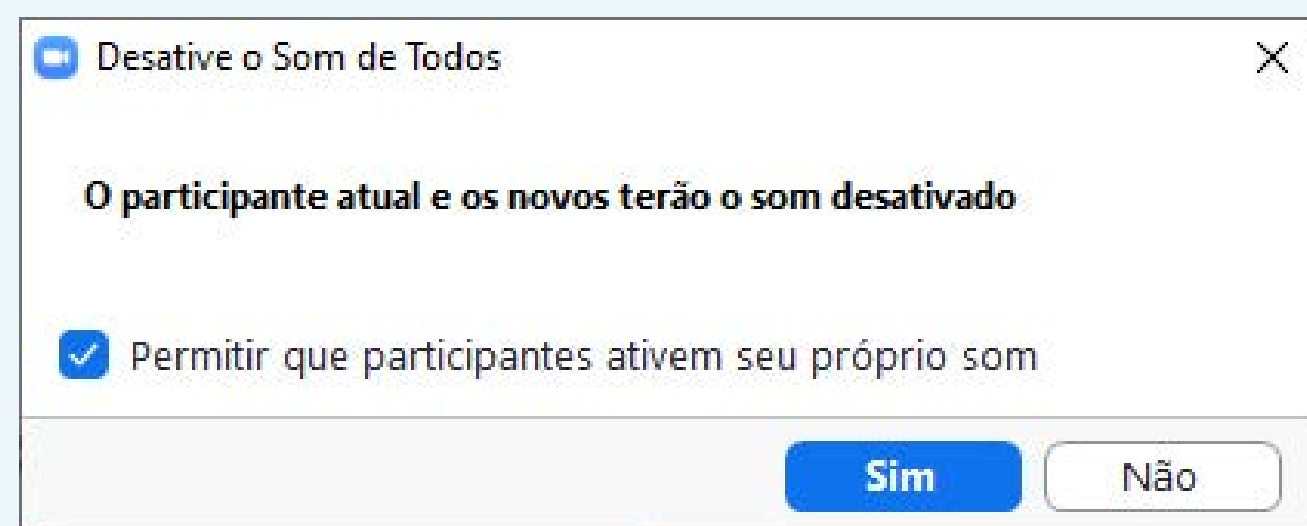 Desative o Som de Todos
O participante atual e os novos terão o som desativado
Permitir que participantes ativem seu próprio som
Sim Não